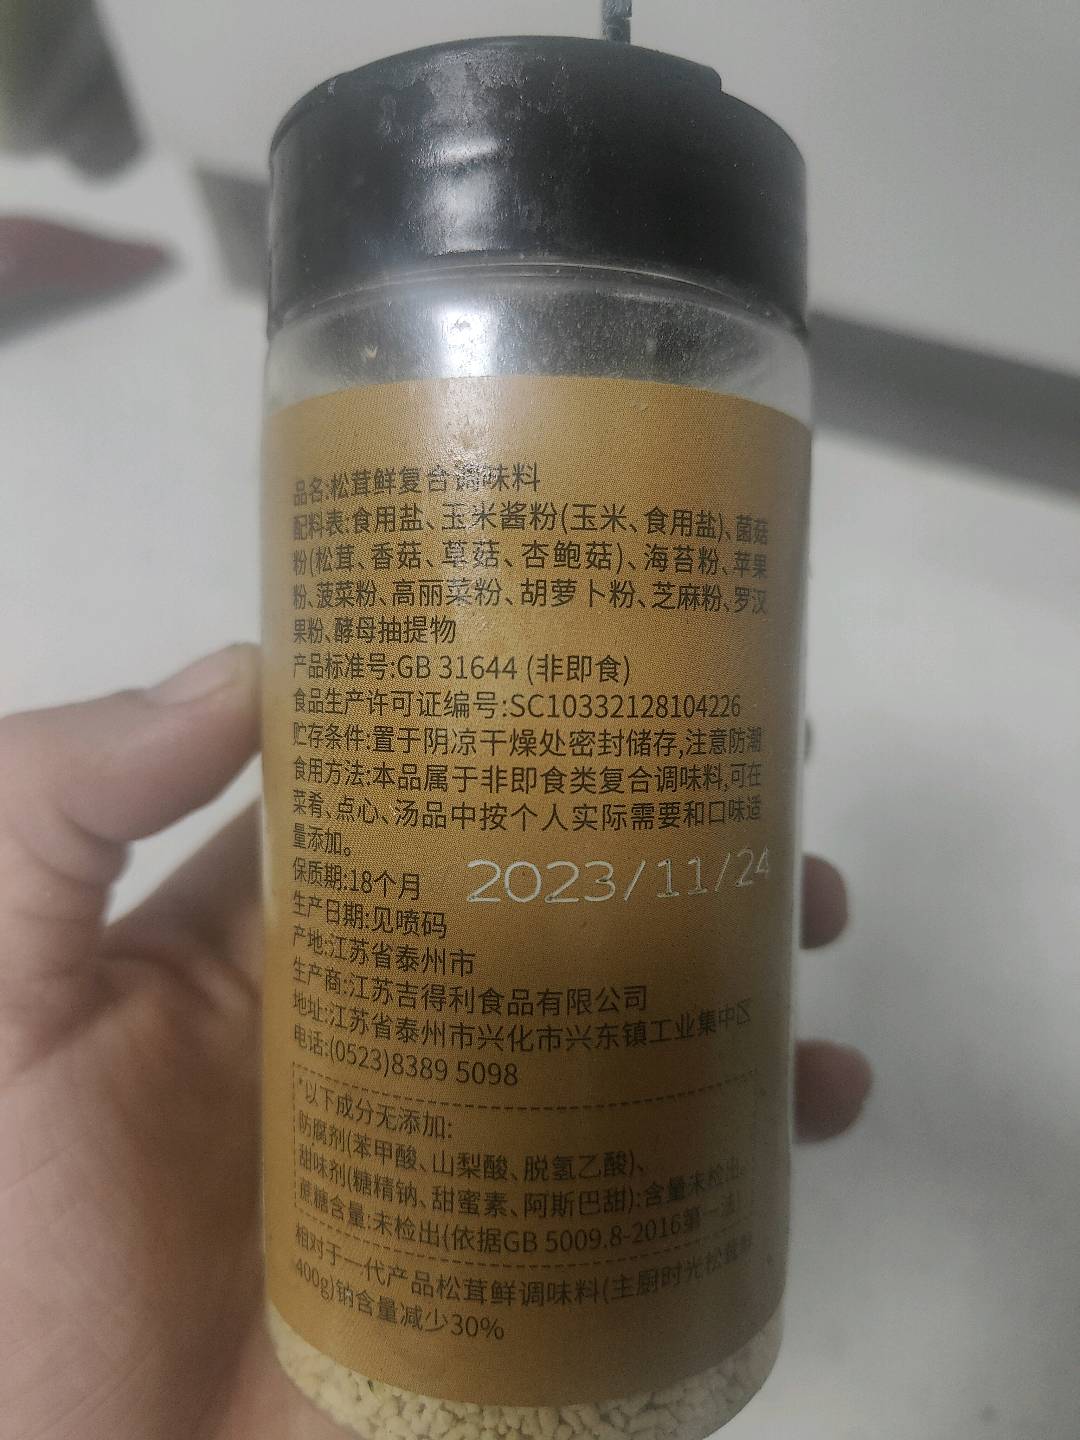 品名:松茸鲜复合调味料
配料表:食用盐、玉米酱粉(玉米、食用盐)、菌菇
粉(松茸、香菇、草菇、杏鲍菇)、海苔粉、苹果
粉、菠菜粉、高丽菜粉、胡萝卜粉、芝麻粉、罗汉
果粉、酵母抽提物
产品标准号:GB 31644 (非即食)
食品生产许可证编号:SC10332128104226
贮存条件:置于阴凉干燥处密封储存,注意防潮
食用方法:本品属于非即食类复合调味料,可在
菜肴、点心、汤品中按个人实际需要和口味适
量添加。
保质期:18个月
2023/11/24
生产日期:见喷码
产地:江苏省泰州市
生产商:江苏吉得利食品有限公司
地址:江苏省泰州市兴化市兴东镇工业集中区
电话:(0523)8389 5098
*以下成分无添加:
防腐剂(苯甲酸、山梨酸、脱氢乙酸)、
甜味剂(糖精钠、甜蜜素、阿斯巴甜):含量未检出。
蔗糖含量:未检出(依据GB 5009.8-2016第一法)
相对于一代产品松茸鲜调味料(主厨时光松茸鲜
400g)钠含量减少30%